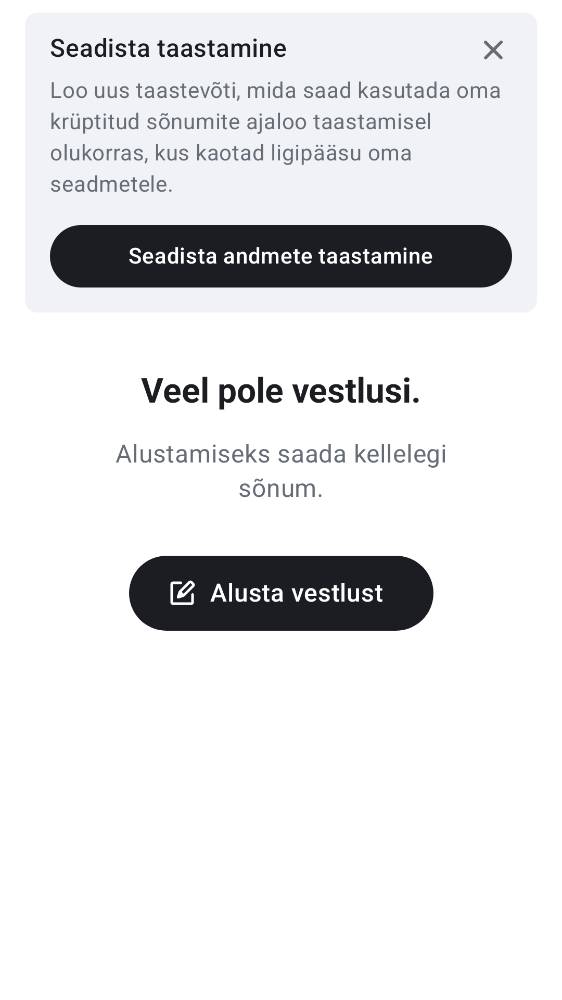 Seadista taastamine
Loo uus taastevõti, mida saad kasutada oma
krüptitud sõnumite ajaloo taastamisel
olukorras, kus kaotad ligipääsu oma
seadmetele.
Seadista andmete taastamine
Veel pole vestlusi.
Alustamiseks saada kellelegi
sõnum.
Alusta vestlust